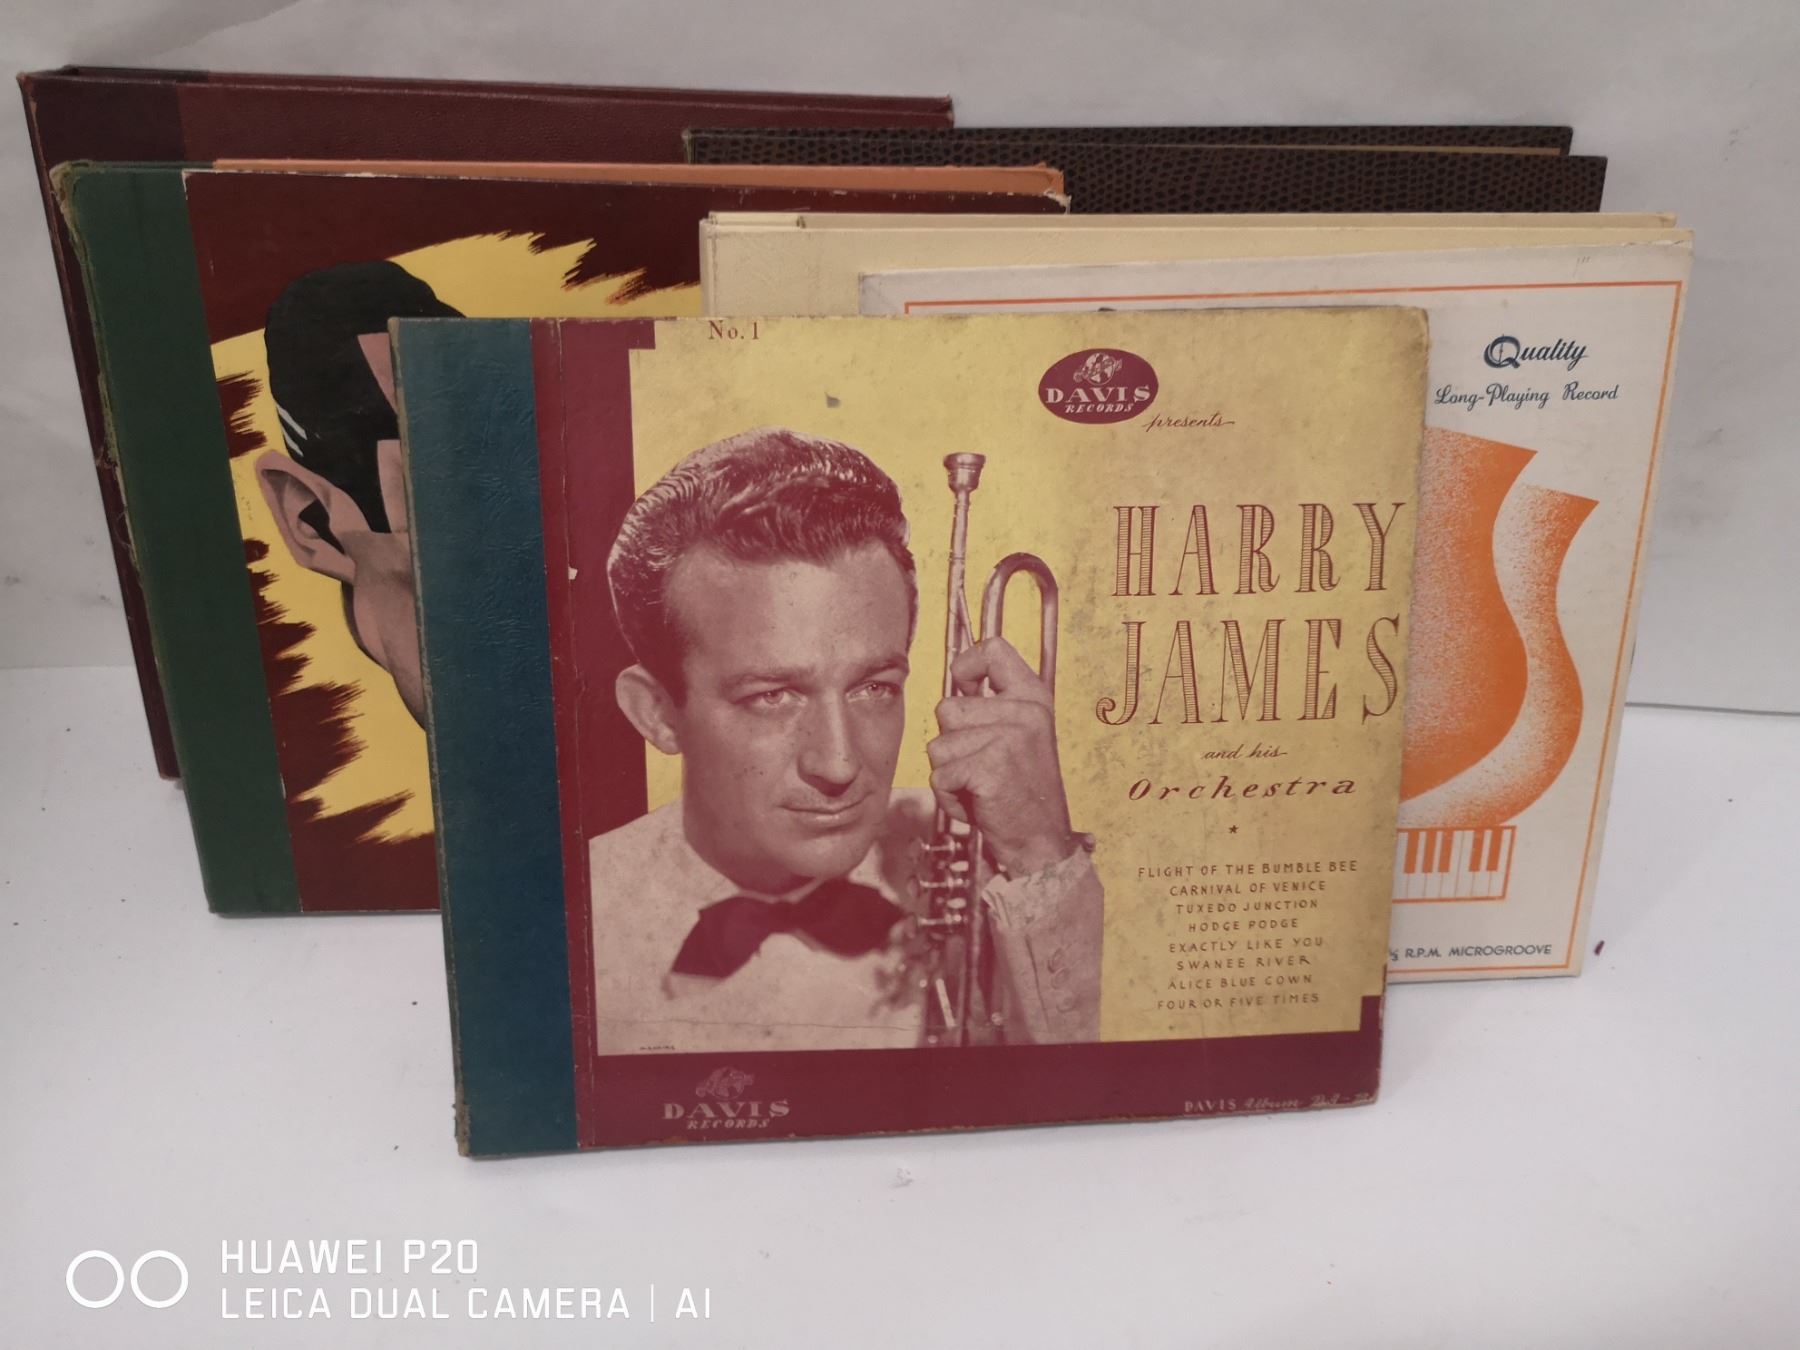 No. 1
DAVIS
RECORDS
presents
HARRY
JAMES
and his
Orchestra
FLIGHT OF THE BUMBLE BEE
CARNIVAL OF VENICE
TUXEDO JUNCTION
HODGE PODGE
EXACTLY LIKE YOU
SWANEE RIVER
ALICE BLUE GOWN
FOUR OR FIVE TIMES
DAVIS
RECORDS
DAVIS Album
Quality
Long-Playing Record
R.P.M. MICROGROOVE
HUAWEI P20
LEICA DUAL CAMERA | AI